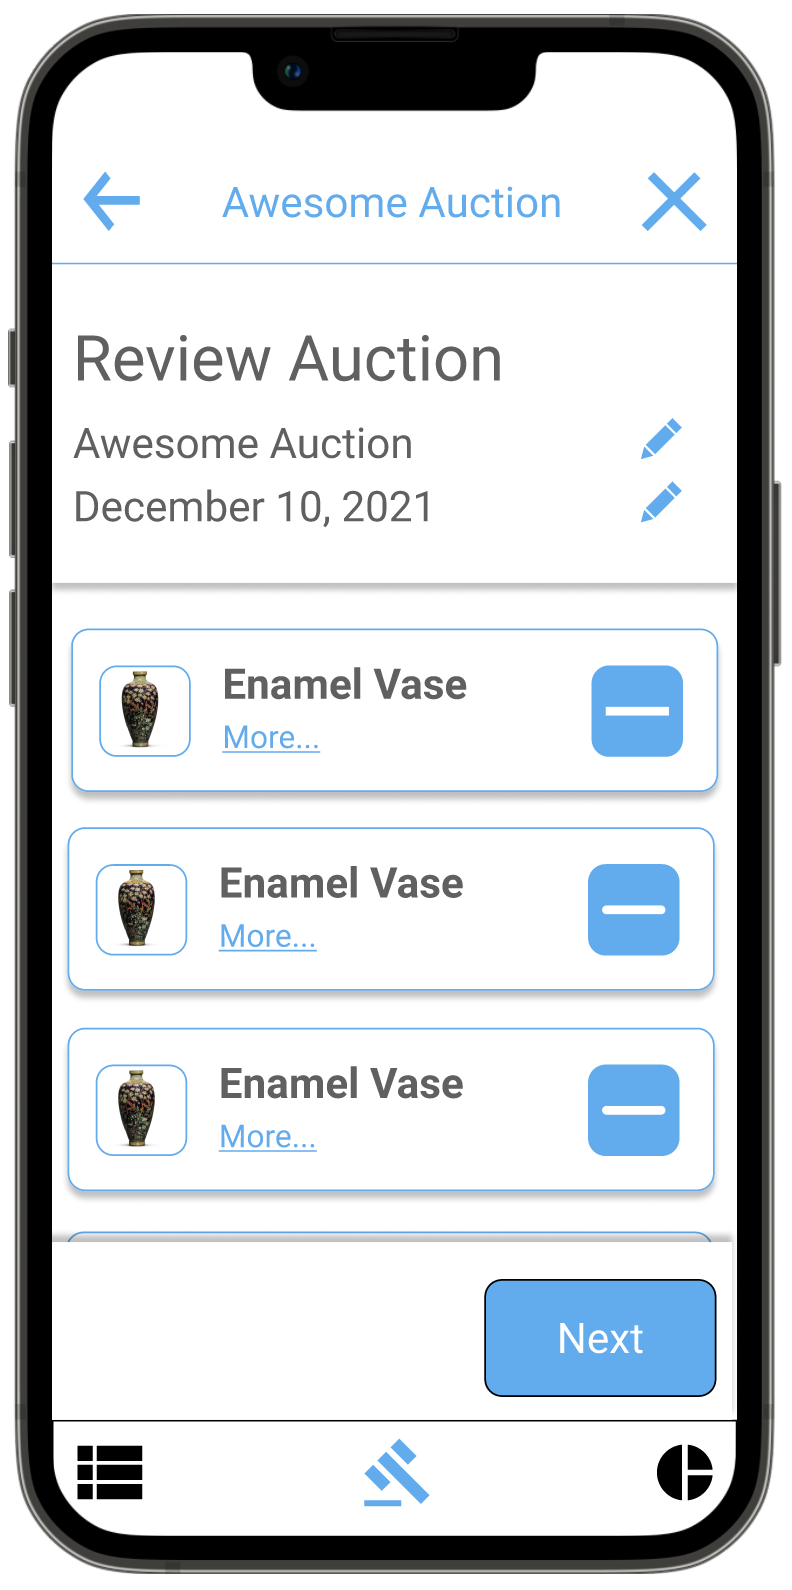 Awesome Auction
Review Auction
Awesome Auction
December 10, 2021
Enamel Vase
More...
Enamel Vase
More...
Enamel Vase
More...
Next